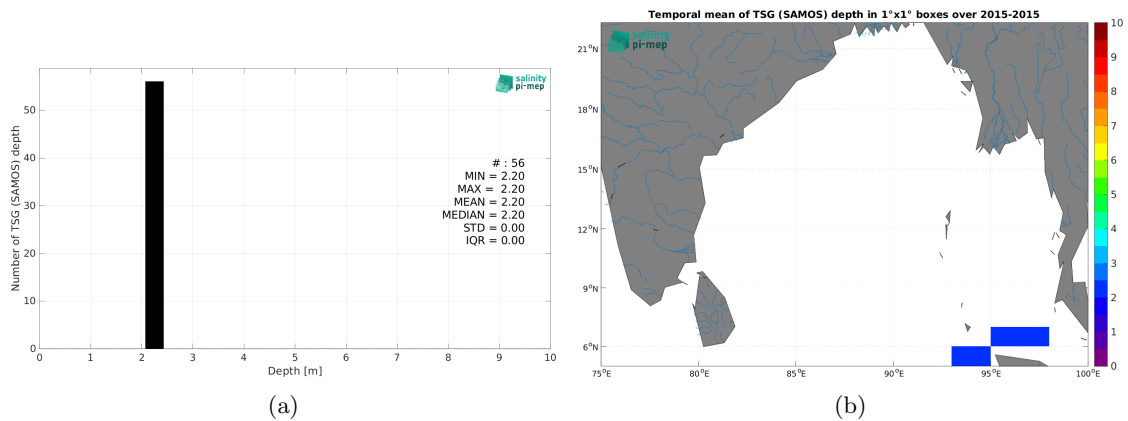 salinity
pi-mep
Number of TSG (SAMOS) depth
50
40
30
20
10
0
# : 56
MIN = 2.20
MAX = 2.20
MEAN = 2.20
MEDIAN = 2.20
STD = 0.00
IQR = 0.00
0 1 2 3 4 5 6 7 8 9 10
Depth [m]
(a)
Temporal mean of TSG (SAMOS) depth in 1°x1° boxes over 2015-2015
salinity
pi-mep
21°N
18°N
15°N
12°N
9°N
6°N
75°E 80°E 85°E 90°E 95°E 100°E
10
9
8
7
6
5
4
3
2
1
0
(b)